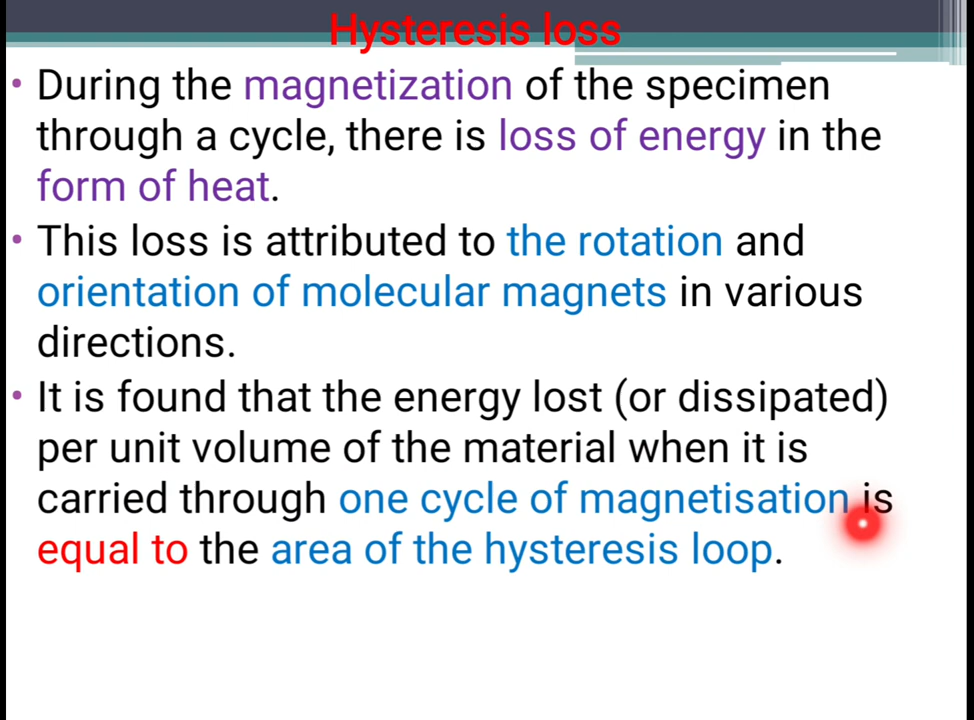 Hysteresis loss
• During the magnetization of the specimen
through a cycle, there is loss of energy in the
form of heat.
• This loss is attributed to the rotation and
orientation of molecular magnets in various
directions.
• It is found that the energy lost (or dissipated)
per unit volume of the material when it is
carried through one cycle of magnetisation is
equal to the area of the hysteresis loop.